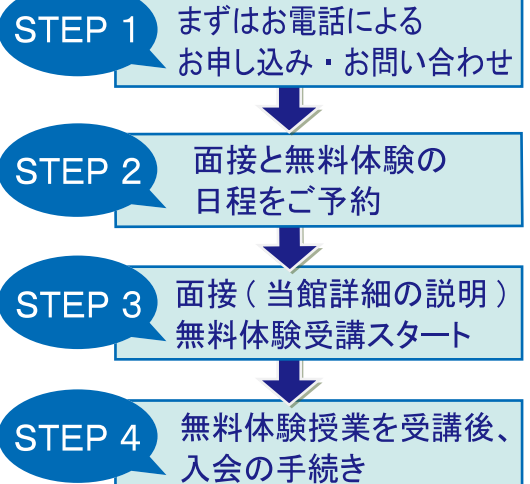 STEP 1
まずはお電話による
お申し込み・お問い合わせ
STEP 2
面接と無料体験の
日程をご予約
STEP 3
面接(当館詳細の説明)
無料体験受講スタート
STEP 4
無料体験授業を受講後、
入会の手続き